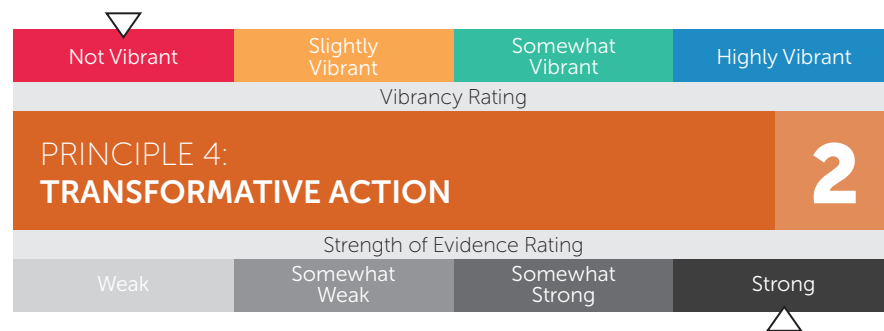 Not Vibrant
Slightly
Vibrant
Somewhat
Vibrant
Highly Vibrant
Vibrancy Rating
PRINCIPLE 4:
TRANSFORMATIVE ACTION
2
Strength of Evidence Rating
Weak
Somewhat
Weak
Somewhat
Strong
Strong